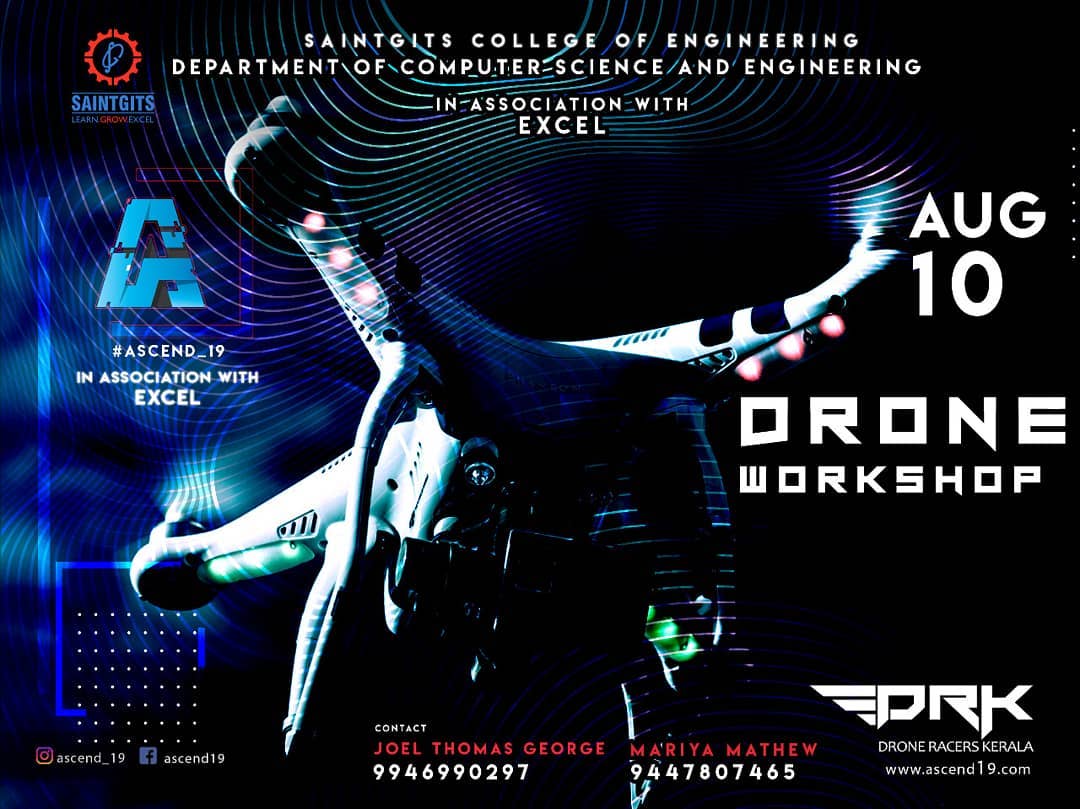 SAINTGITS COLLEGE OF ENGINEERING
DEPARTMENT OF COMPUTER SCIENCE AND ENGINEERING
IN ASSOCIATION WITH
EXCEL
SAINTGITS
LEARN.GROW.EXCEL
#ASCEND_19
IN ASSOCIATION WITH
EXCEL
AUG
10
DRONE
WORKSHOP
CONTACT
JOEL THOMAS GEORGE
9946990297
MARIYA MATHEW
9447807465
ascend_19
ascend19
DRK
DRONE RACERS KERALA
www.ascend19.com